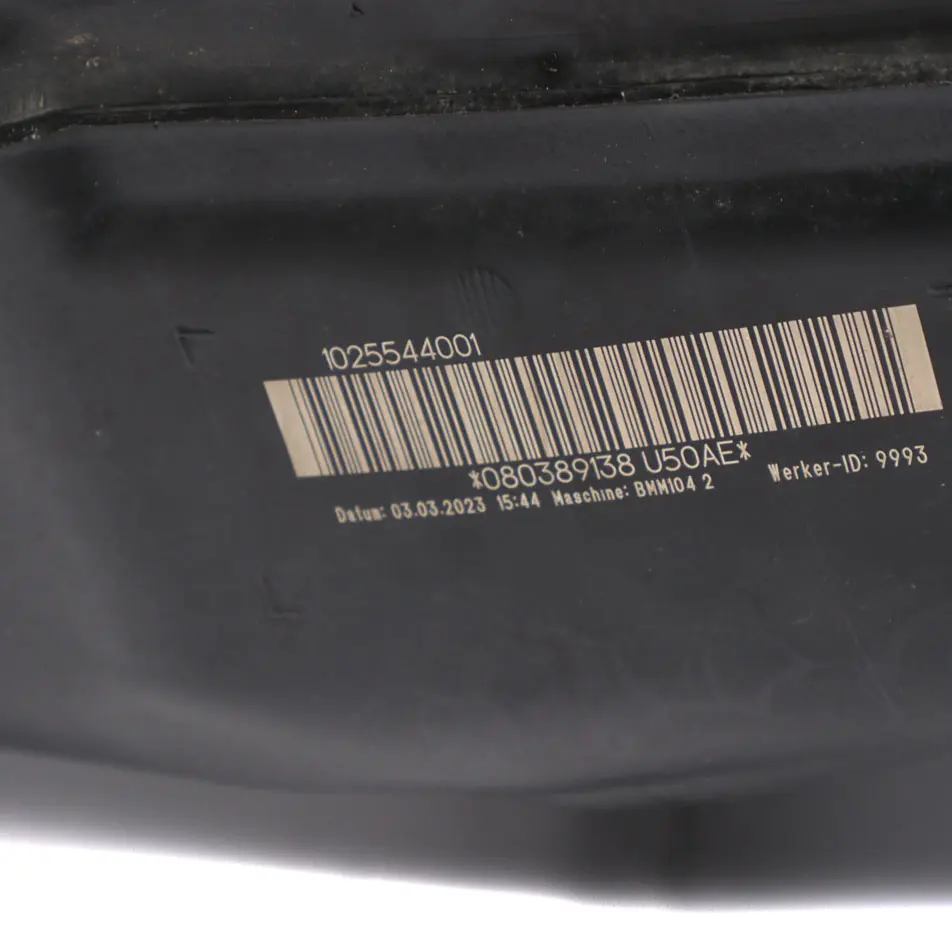 1025544001
*080389138 U50AE*
Datum: 03.03.2023 15:44 Maschine: BMM104 2 Werker-ID: 9993